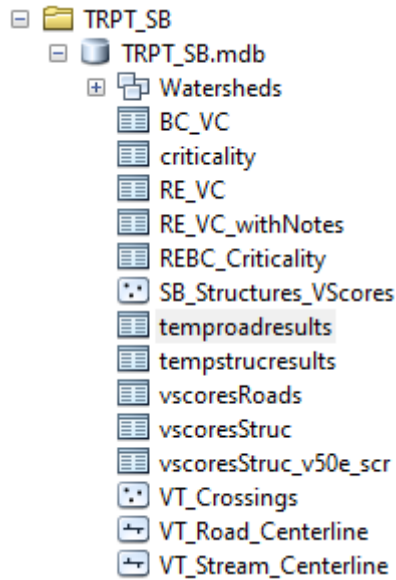 TRPT_SB
TRPT_SB.mdb
Watersheds
BC_VC
criticality
RE_VC
RE_VC_withNotes
REBC_Criticality
SB_Structures_VScores
temproadresults
tempstrucresults
vscoresRoads
vscoresStruc
vscoresStruc_v50e_scr
VT_Crossings
VT_Road_Centerline
VT_Stream_Centerline